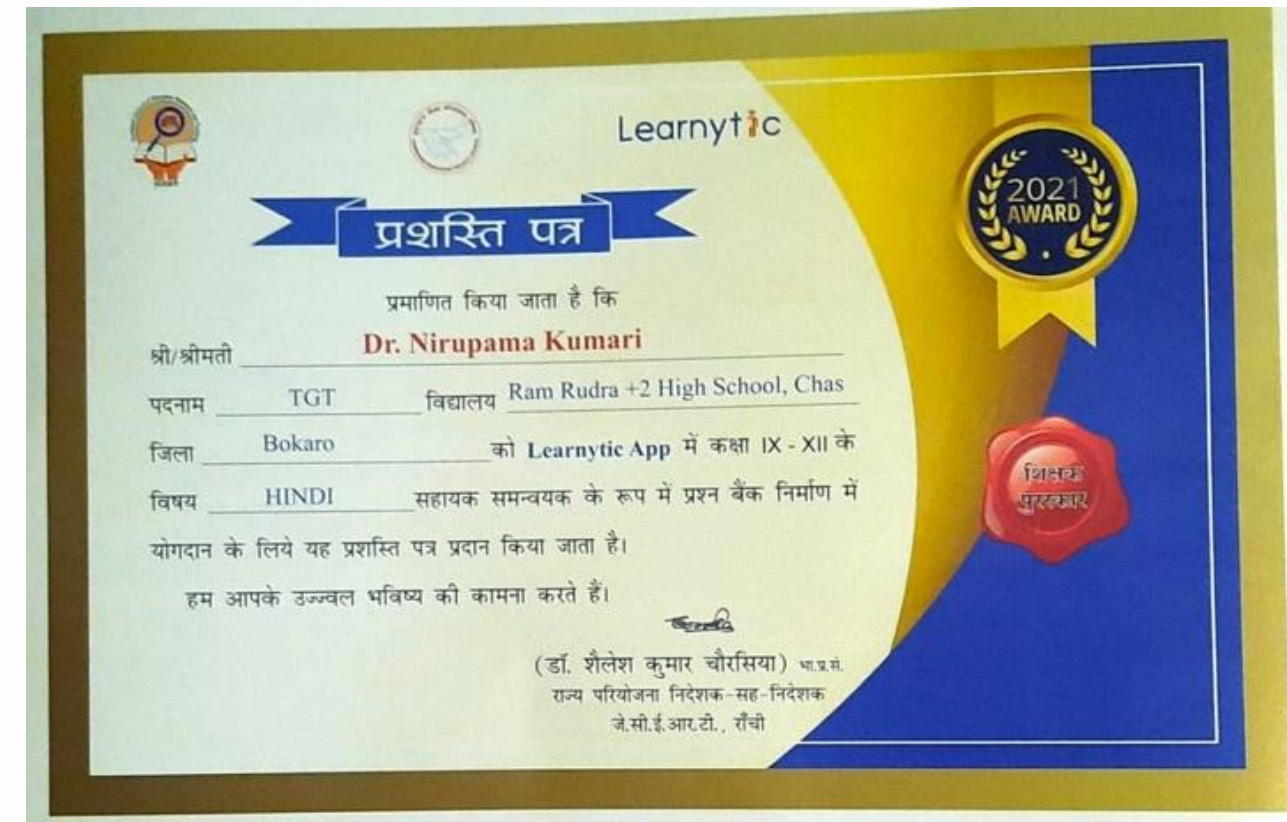 Learnytic
प्रशस्ति पत्र
2021
AWARD
प्रमाणित किया जाता है कि
श्री/श्रीमती Dr. Nirupama Kumari
पदनाम TGT विद्यालय Ram Rudra +2 High School, Chas
जिला Bokaro को Learnytic App में कक्षा IX - XII के
विषय HINDI सहायक समन्वयक के रूप में प्रश्न बैंक निर्माण में
योगदान के लिये यह प्रशस्ति पत्र प्रदान किया जाता है।
हम आपके उज्ज्वल भविष्य की कामना करते हैं।
शिक्षक
पुरस्कार
(डॉ. शैलेश कुमार चौरसिया) भा.प्र.सं.
राज्य परियोजना निदेशक-सह-निदेशक
जे.सी.ई.आर.टी., राँची